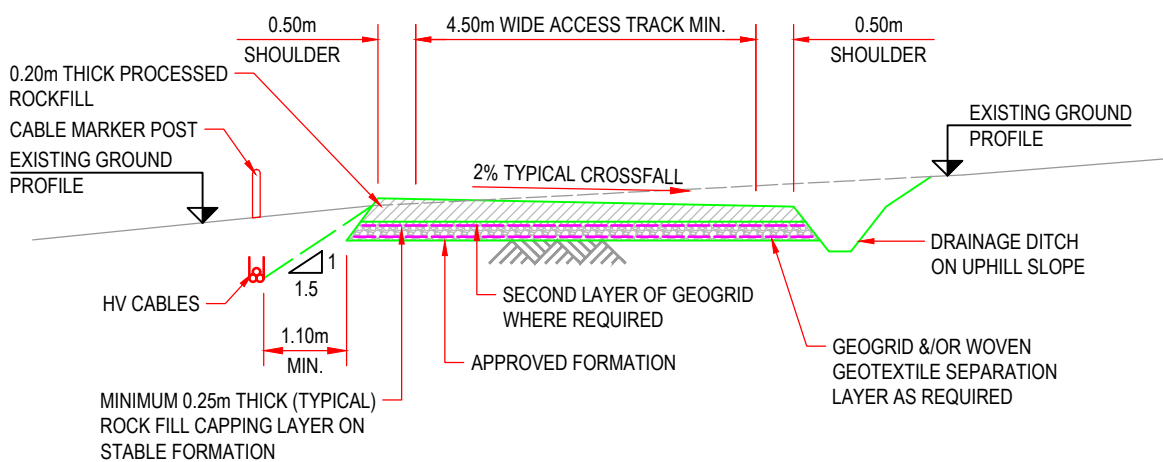 0.50m
SHOULDER
4.50m WIDE ACCESS TRACK MIN.
0.50m
SHOULDER
0.20m THICK PROCESSED
ROCKFILL
CABLE MARKER POST
EXISTING GROUND
PROFILE
EXISTING GROUND
PROFILE
2% TYPICAL CROSSFALL
DRAINAGE DITCH
ON UPHILL SLOPE
HV CABLES
1
1.5
SECOND LAYER OF GEOGRID
WHERE REQUIRED
1.10m
MIN.
APPROVED FORMATION
GEOGRID &/OR WOVEN
GEOTEXTILE SEPARATION
LAYER AS REQUIRED
MINIMUM 0.25m THICK (TYPICAL)
ROCK FILL CAPPING LAYER ON
STABLE FORMATION